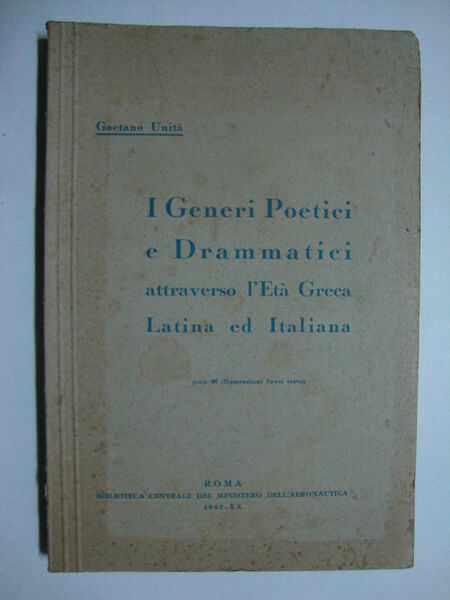 Gaetano Unità
I Generi Poetici
e Drammatici
attraverso l'Età Greca
Latina ed Italiana
(con 46 illustrazioni fuori testo)
ROMA
BIBLIOTECA CENTRALE DEL MINISTERO DELL'AERONAUTICA
1942-XX